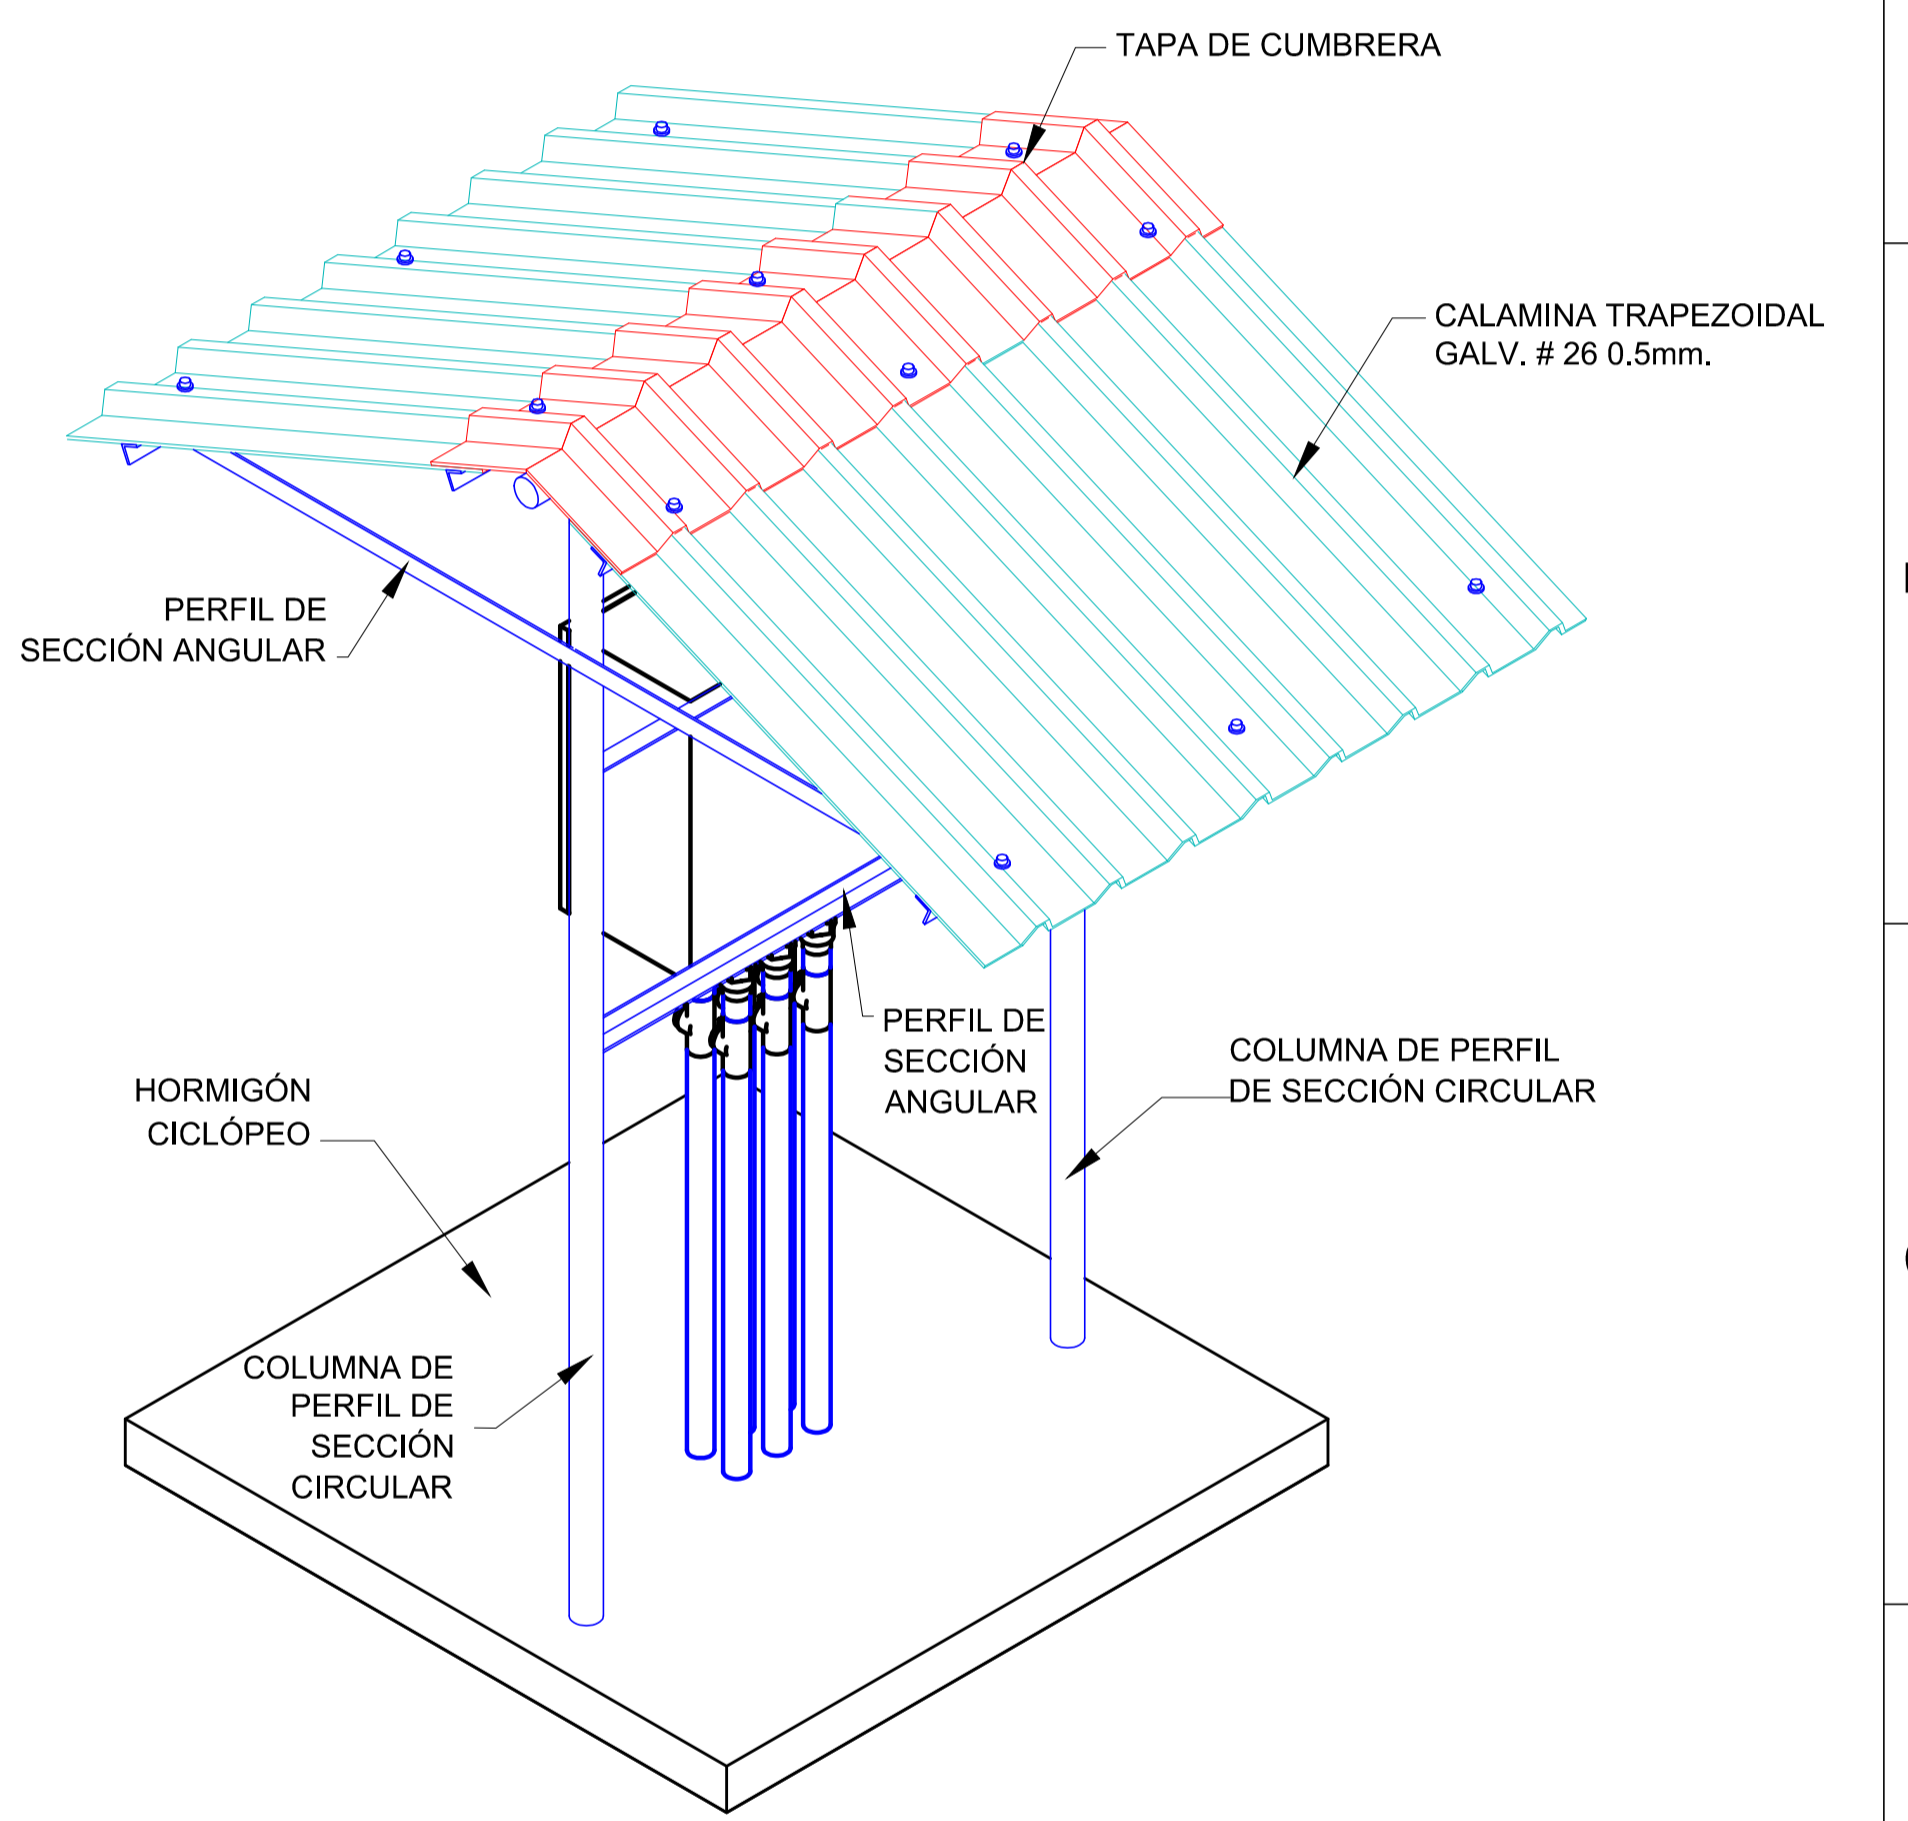 TAPA DE CUMBRERA
CALAMINA TRAPEZOIDAL
GALV. # 26 0.5mm.
PERFIL DE
SECCIÓN ANGULAR
PERFIL DE
SECCIÓN
ANGULAR
COLUMNA DE PERFIL
DE SECCIÓN CIRCULAR
HORMIGÓN
CICLÓPEO
COLUMNA DE
PERFIL DE
SECCIÓN
CIRCULAR